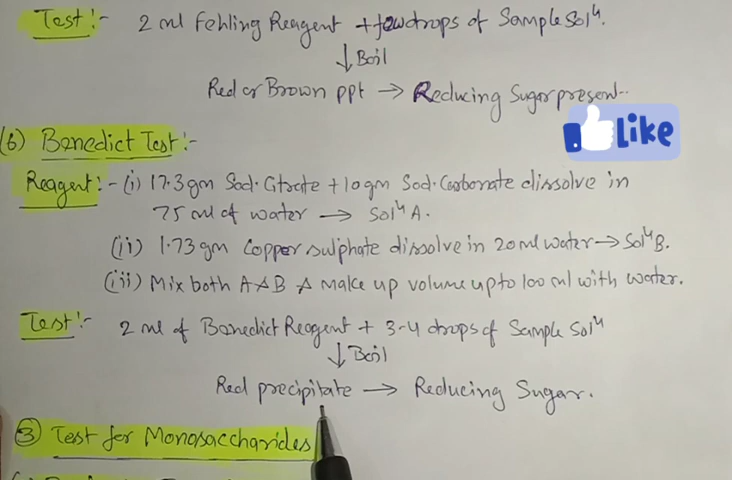 Test:- 2 ml Fehling Reagent + few drops of Sample Solⁿ.
↓ Boil
Red or Brown ppt → Reducing Sugar present..
Like
(b) Benedict Test:-
Reagent:- (i) 17.3 gm Sod. Citrate + 10 gm Sod. Carbonate dissolve in
75 ml of water → Solⁿ A.
(ii) 1.73 gm Copper sulphate dissolve in 20 ml water → Solⁿ B.
(iii) Mix both A & B & Make up volume upto 100 ml with water.
Test:- 2 ml of Benedict Reagent + 3-4 drops of Sample Solⁿ
↓ Boil
Red precipitate → Reducing Sugar.
③ Test for Monosaccharides